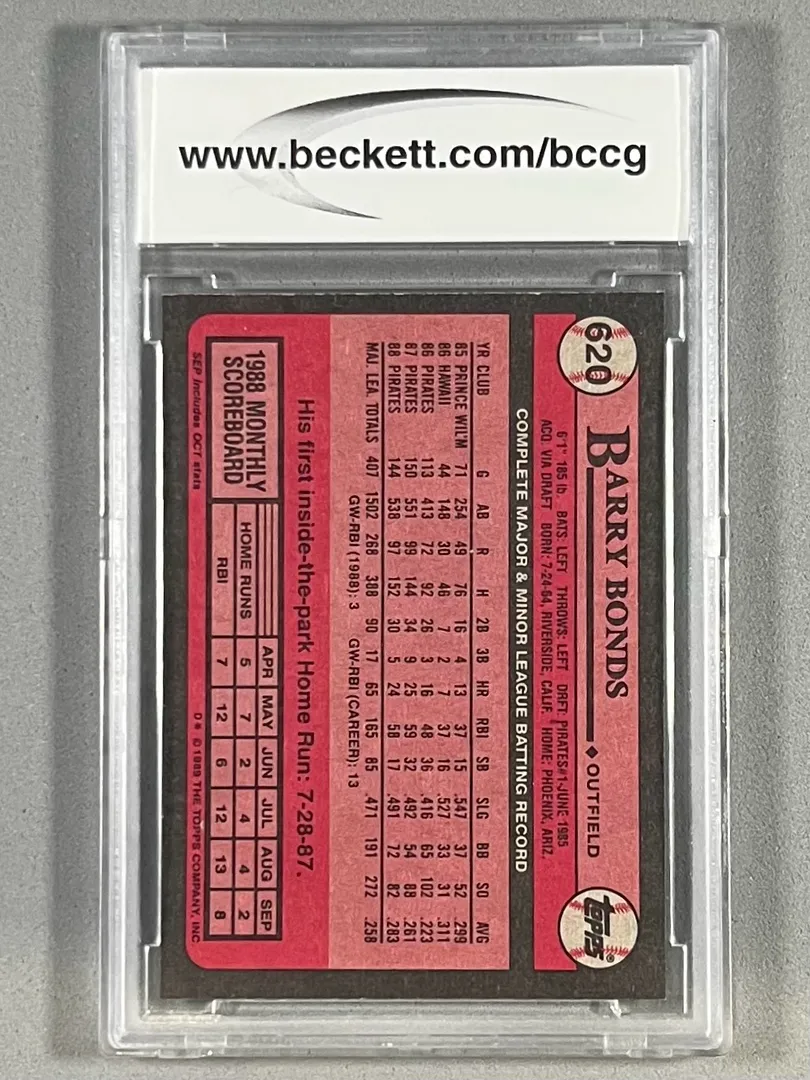 www.beckett.com/bccg
620
BARRY BONDS ♦ OUTFIELD
TOPPS®
6'1" 185 lb. BATS: LEFT THROWS: LEFT DRFT: PIRATES #1-JUNE 1985
ACQ. VIA DRAFT BORN: 7-24-64, RIVERSIDE, CALIF. HOME: PHOENIX, ARIZ.
COMPLETE MAJOR & MINOR LEAGUE BATTING RECORD
YR CLUB G AB R H 2B 3B HR RBI SB SLG BB SO AVG
85 PRINCE WIL'M 71 254 49 76 16 4 13 37 15 .547 37 52 .299
86 HAWAII 44 148 30 46 7 2 7 37 16 .527 33 31 .311
86 PIRATES 113 413 72 92 26 3 16 48 36 .416 65 102 .223
87 PIRATES 150 551 99 144 34 9 25 59 32 .492 54 88 .261
88 PIRATES 144 538 97 152 30 5 24 58 17 .491 72 82 .283
MAJ. LEA. TOTALS 407 1502 268 388 90 17 65 165 85 .471 191 272 .258
GW-RBI (1988): 3 GW-RBI (CAREER): 13
His first inside-the-park Home Run: 7-28-87.
1988 MONTHLY
SCOREBOARD
APR MAY JUN JUL AUG SEP
HOME RUNS 5 7 2 4 4 2
RBI 7 12 6 12 13 8
SEP includes OCT stats
D* © 1989 THE TOPPS COMPANY, INC